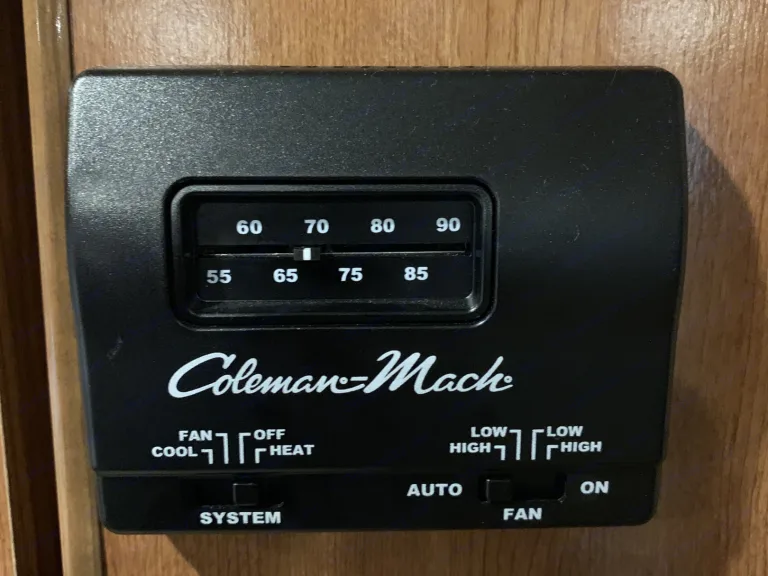 60 70 80 90
55 65 75 85
Coleman-Mach
FAN OFF
COOL HEAT
LOW LOW
HIGH HIGH
AUTO ON
SYSTEM
FAN